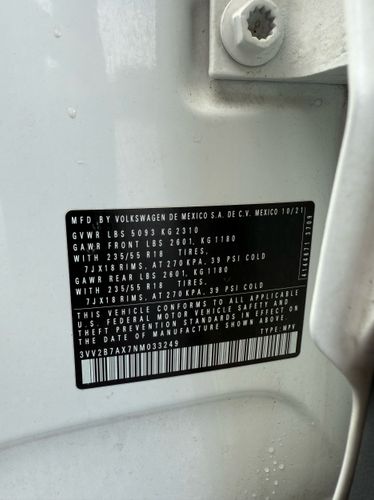 MFD. BY VOLKSWAGEN DE MEXICO S.A. DE C.V. MEXICO 10/21
GVWR LBS 5093 KG 2310
GAWR FRONT LBS 2601, KG 1180
WITH 235/55 R18 TIRES,
7JX18 RIMS, AT 270 KPA, 39 PSI COLD
GAWR REAR LBS 2601, KG 1180
WITH 235/55 R18 TIRES,
7JX18 RIMS, AT 270 KPA, 39 PSI COLD
THIS VEHICLE CONFORMS TO ALL APPLICABLE
U.S. FEDERAL MOTOR VEHICLE SAFETY AND
THEFT PREVENTION STANDARDS IN EFFECT ON
THE DATE OF MANUFACTURE SHOWN ABOVE.
3VV2B7AX7NM033249 TYPE: MPV